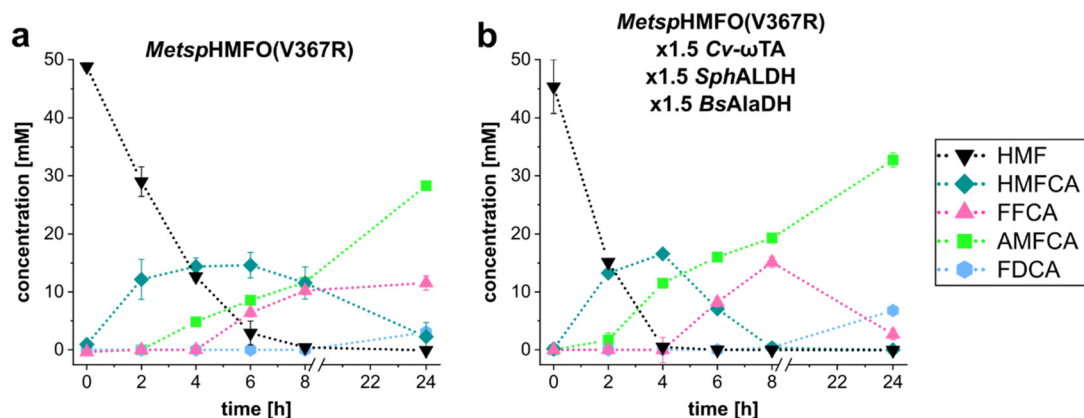 a
MetspHMFO(V367R)
concentration [mM]
50
40
30
20
10
0
0 2 4 6 8 22 24
time [h]
b
MetspHMFO(V367R)
x1.5 Cv-ωTA
x1.5 SphALDH
x1.5 BsAlaDH
concentration [mM]
50
40
30
20
10
0
0 2 4 6 8 22 24
time [h]
HMF
HMFCA
FFCA
AMFCA
FDCA